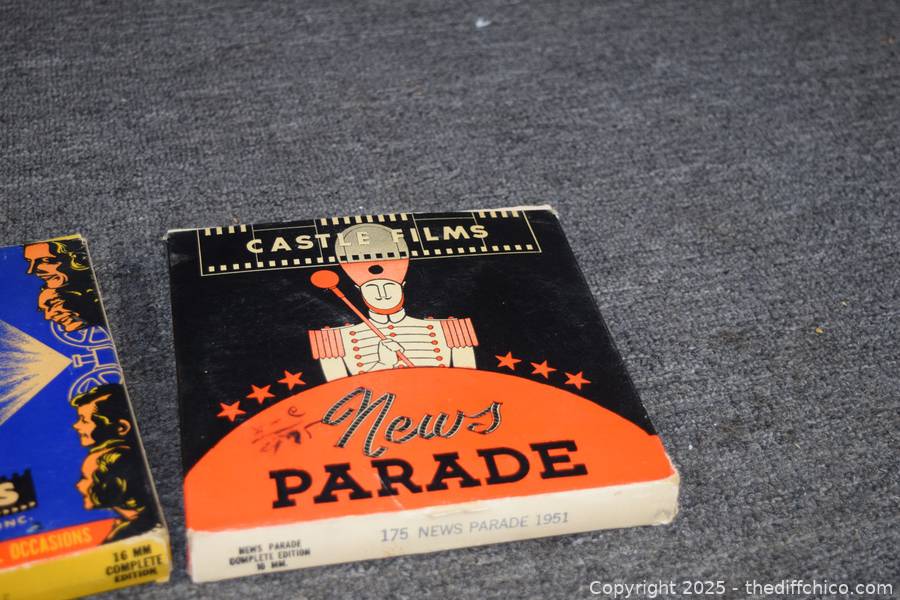 CASTLE FILMS
News
PARADE
175 NEWS PARADE 1951
NEWS PARADE
COMPLETE EDITION
16 MM.
S
INC.
OCCASIONS
16 MM
COMPLETE
EDITION
Copyright 2025 - thediffchico.com